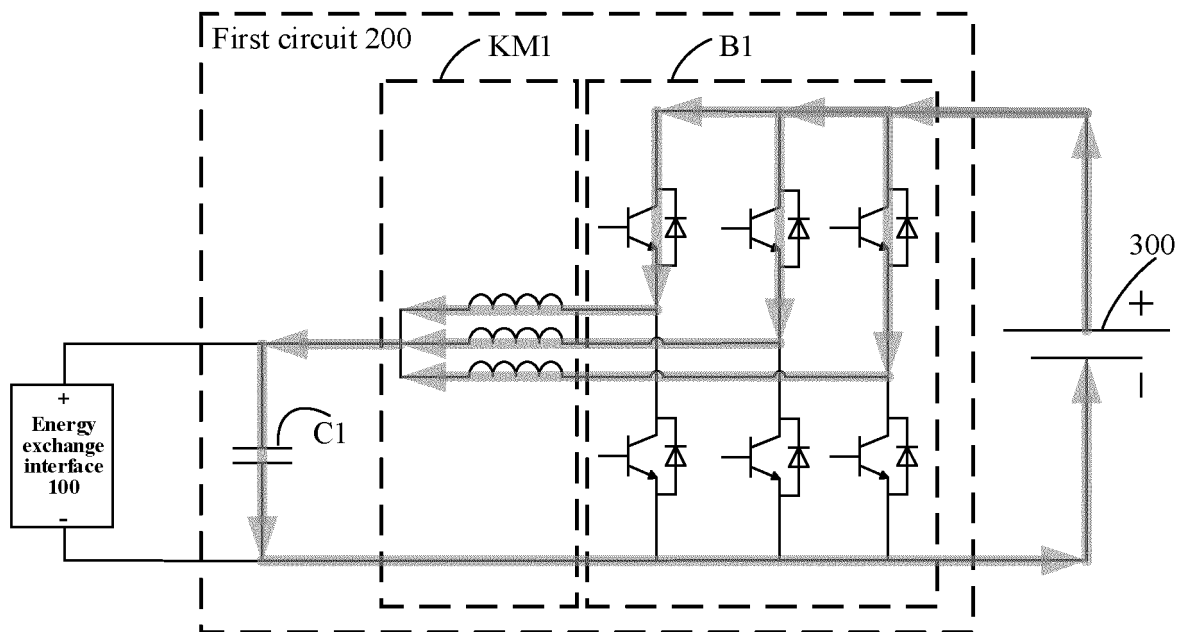 First circuit 200
KM1
B1
300
+
+
Energy
exchange
interface
100
-
C1